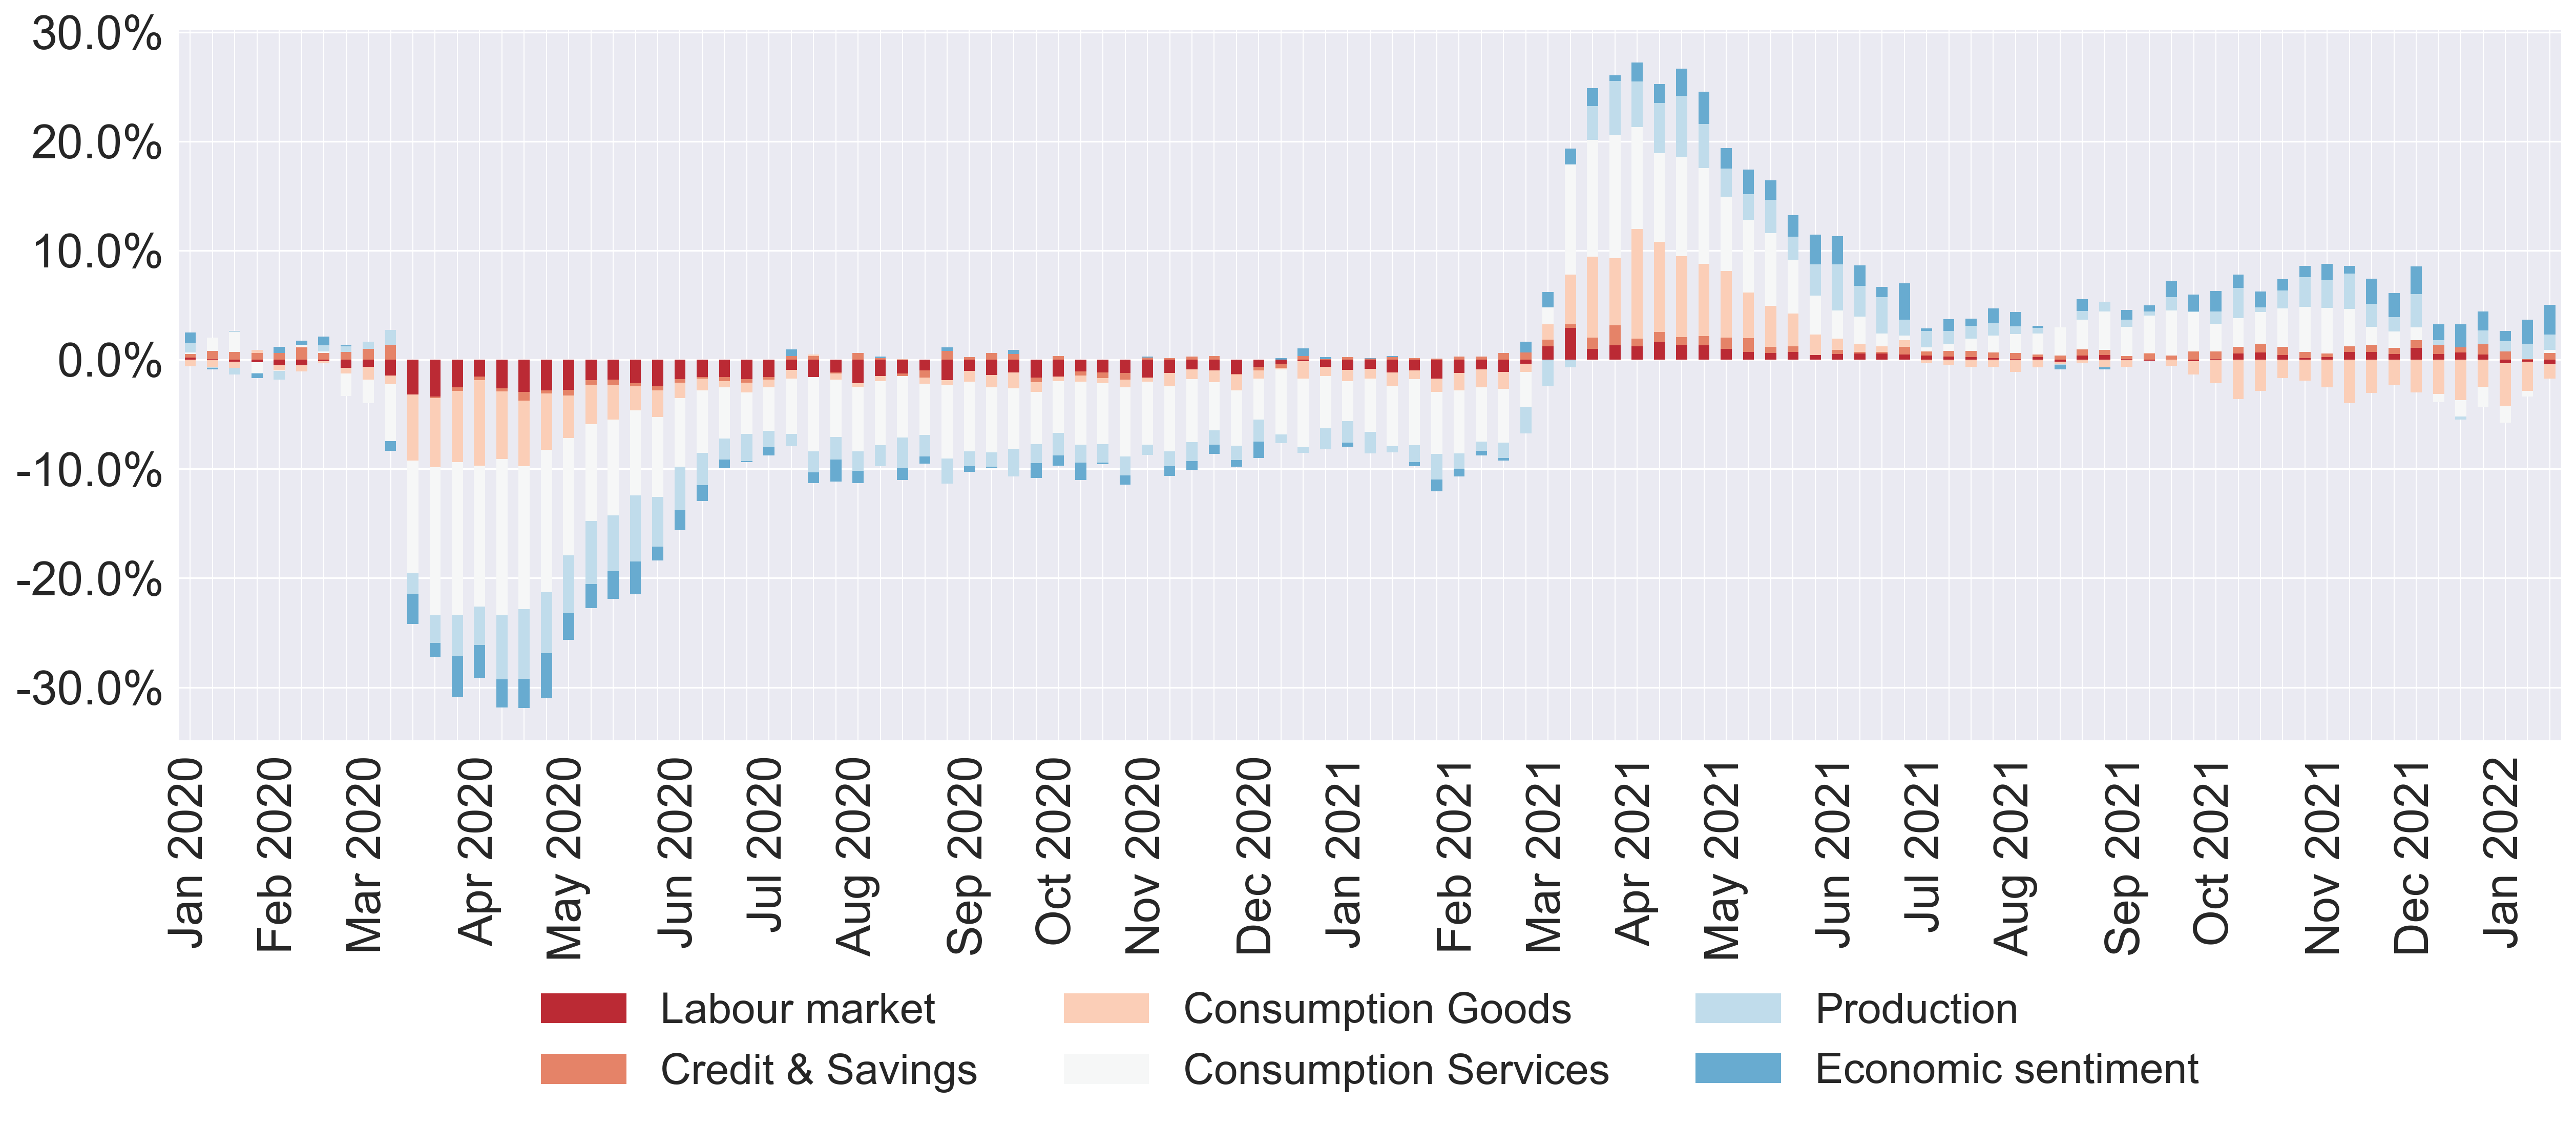 30.0%
20.0%
10.0%
0.0%
-10.0%
-20.0%
-30.0%
Jan 2020
Feb 2020
Mar 2020
Apr 2020
May 2020
Jun 2020
Jul 2020
Aug 2020
Sep 2020
Oct 2020
Nov 2020
Dec 2020
Jan 2021
Feb 2021
Mar 2021
Apr 2021
May 2021
Jun 2021
Jul 2021
Aug 2021
Sep 2021
Oct 2021
Nov 2021
Dec 2021
Jan 2022
Labour market
Credit & Savings
Consumption Goods
Consumption Services
Production
Economic sentiment